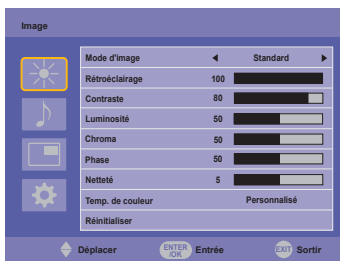 Image
Mode d'image Standard
Rétroéclairage 100
Contraste 80
Luminosité 50
Chroma 50
Phase 50
Netteté 5
Temp. de couleur Personnalisé
Réinitialiser
Déplacer ENTER/OK Entrée EXIT Sortir